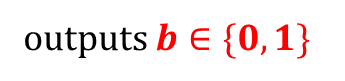 outputs b ∈ {0, 1}